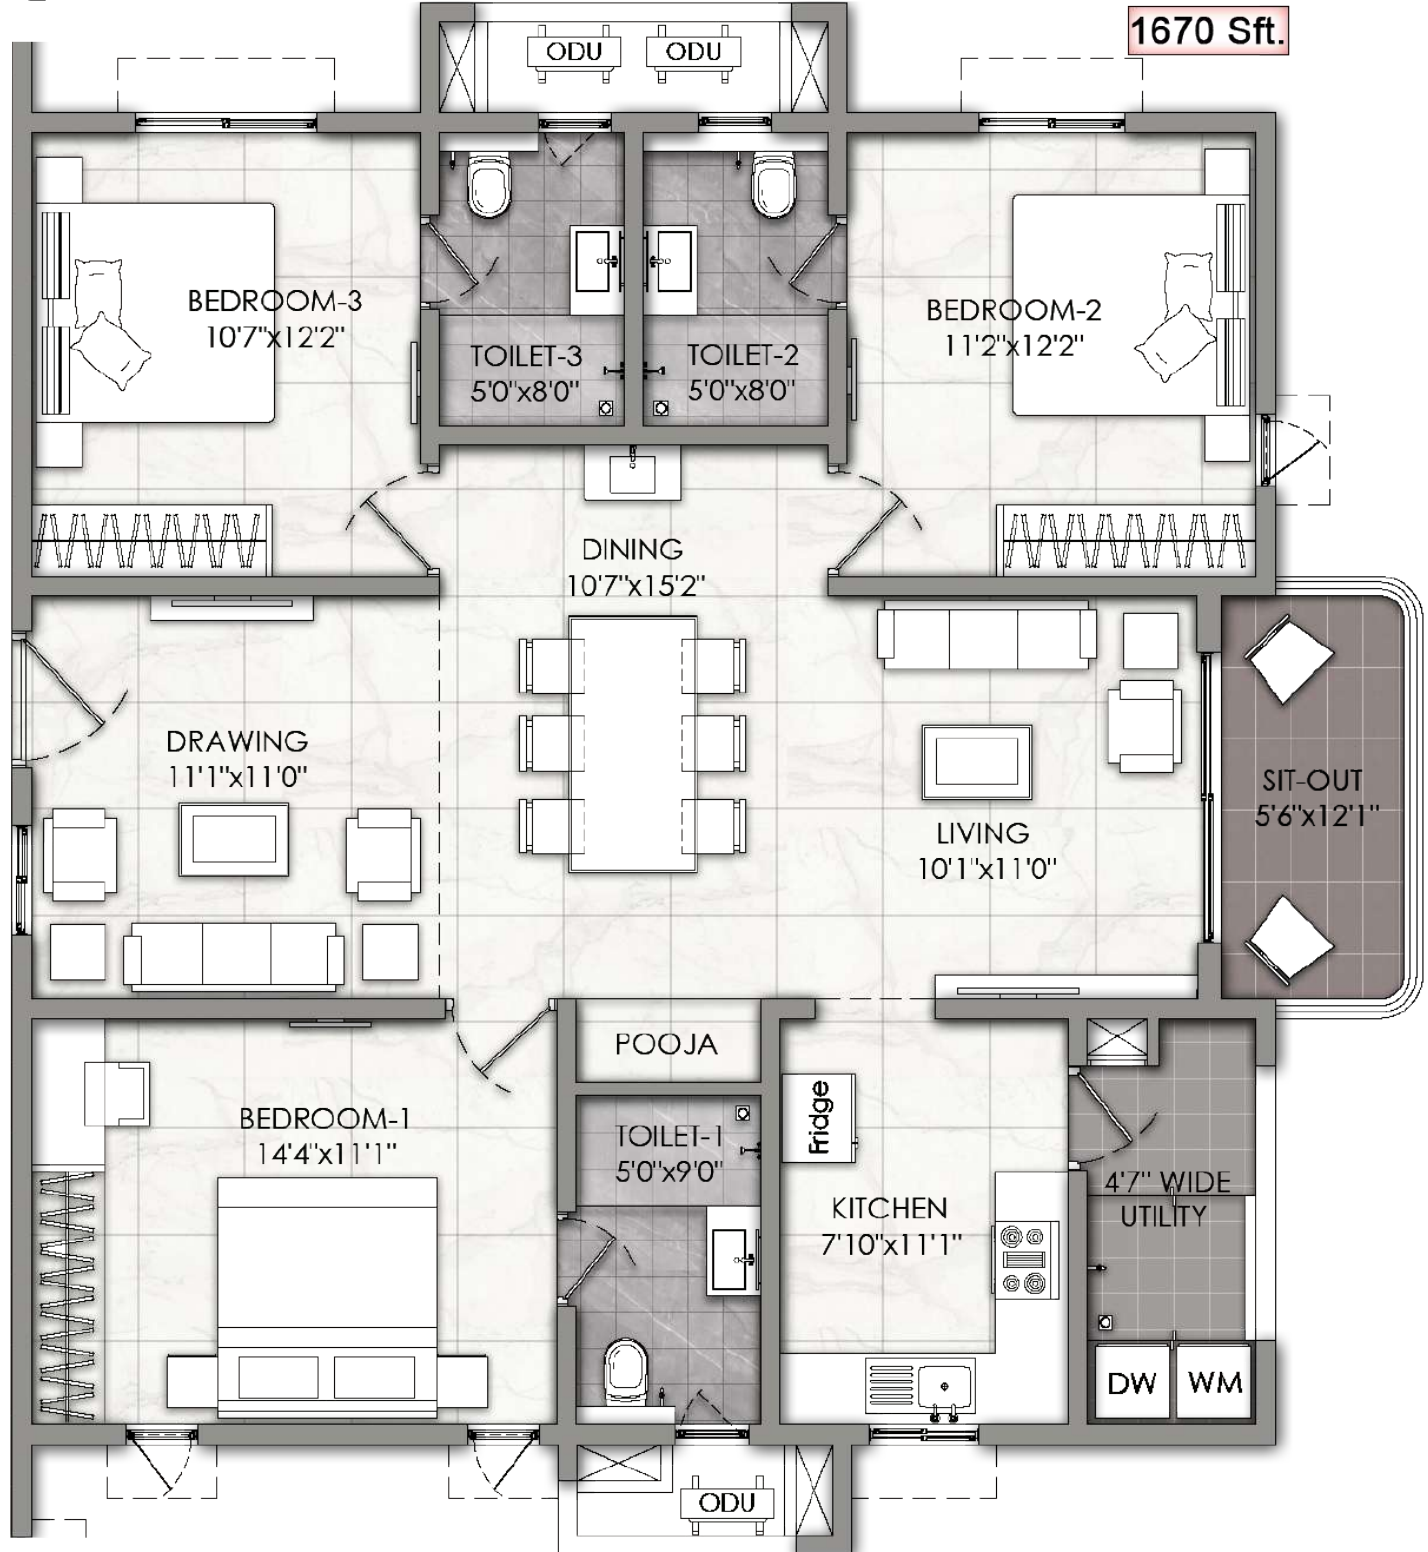 1670 Sft.
ODU
ODU
BEDROOM-3
10'7"x12'2"
TOILET-3
5'0"x8'0"
TOILET-2
5'0"x8'0"
BEDROOM-2
11'2"x12'2"
DINING
10'7"x15'2"
DRAWING
11'1"x11'0"
LIVING
10'1"x11'0"
SIT-OUT
5'6"x12'1"
POOJA
BEDROOM-1
14'4"x11'1"
TOILET-1
5'0"x9'0"
Fridge
KITCHEN
7'10"x11'1"
4'7" WIDE
UTILITY
DW
WM
ODU